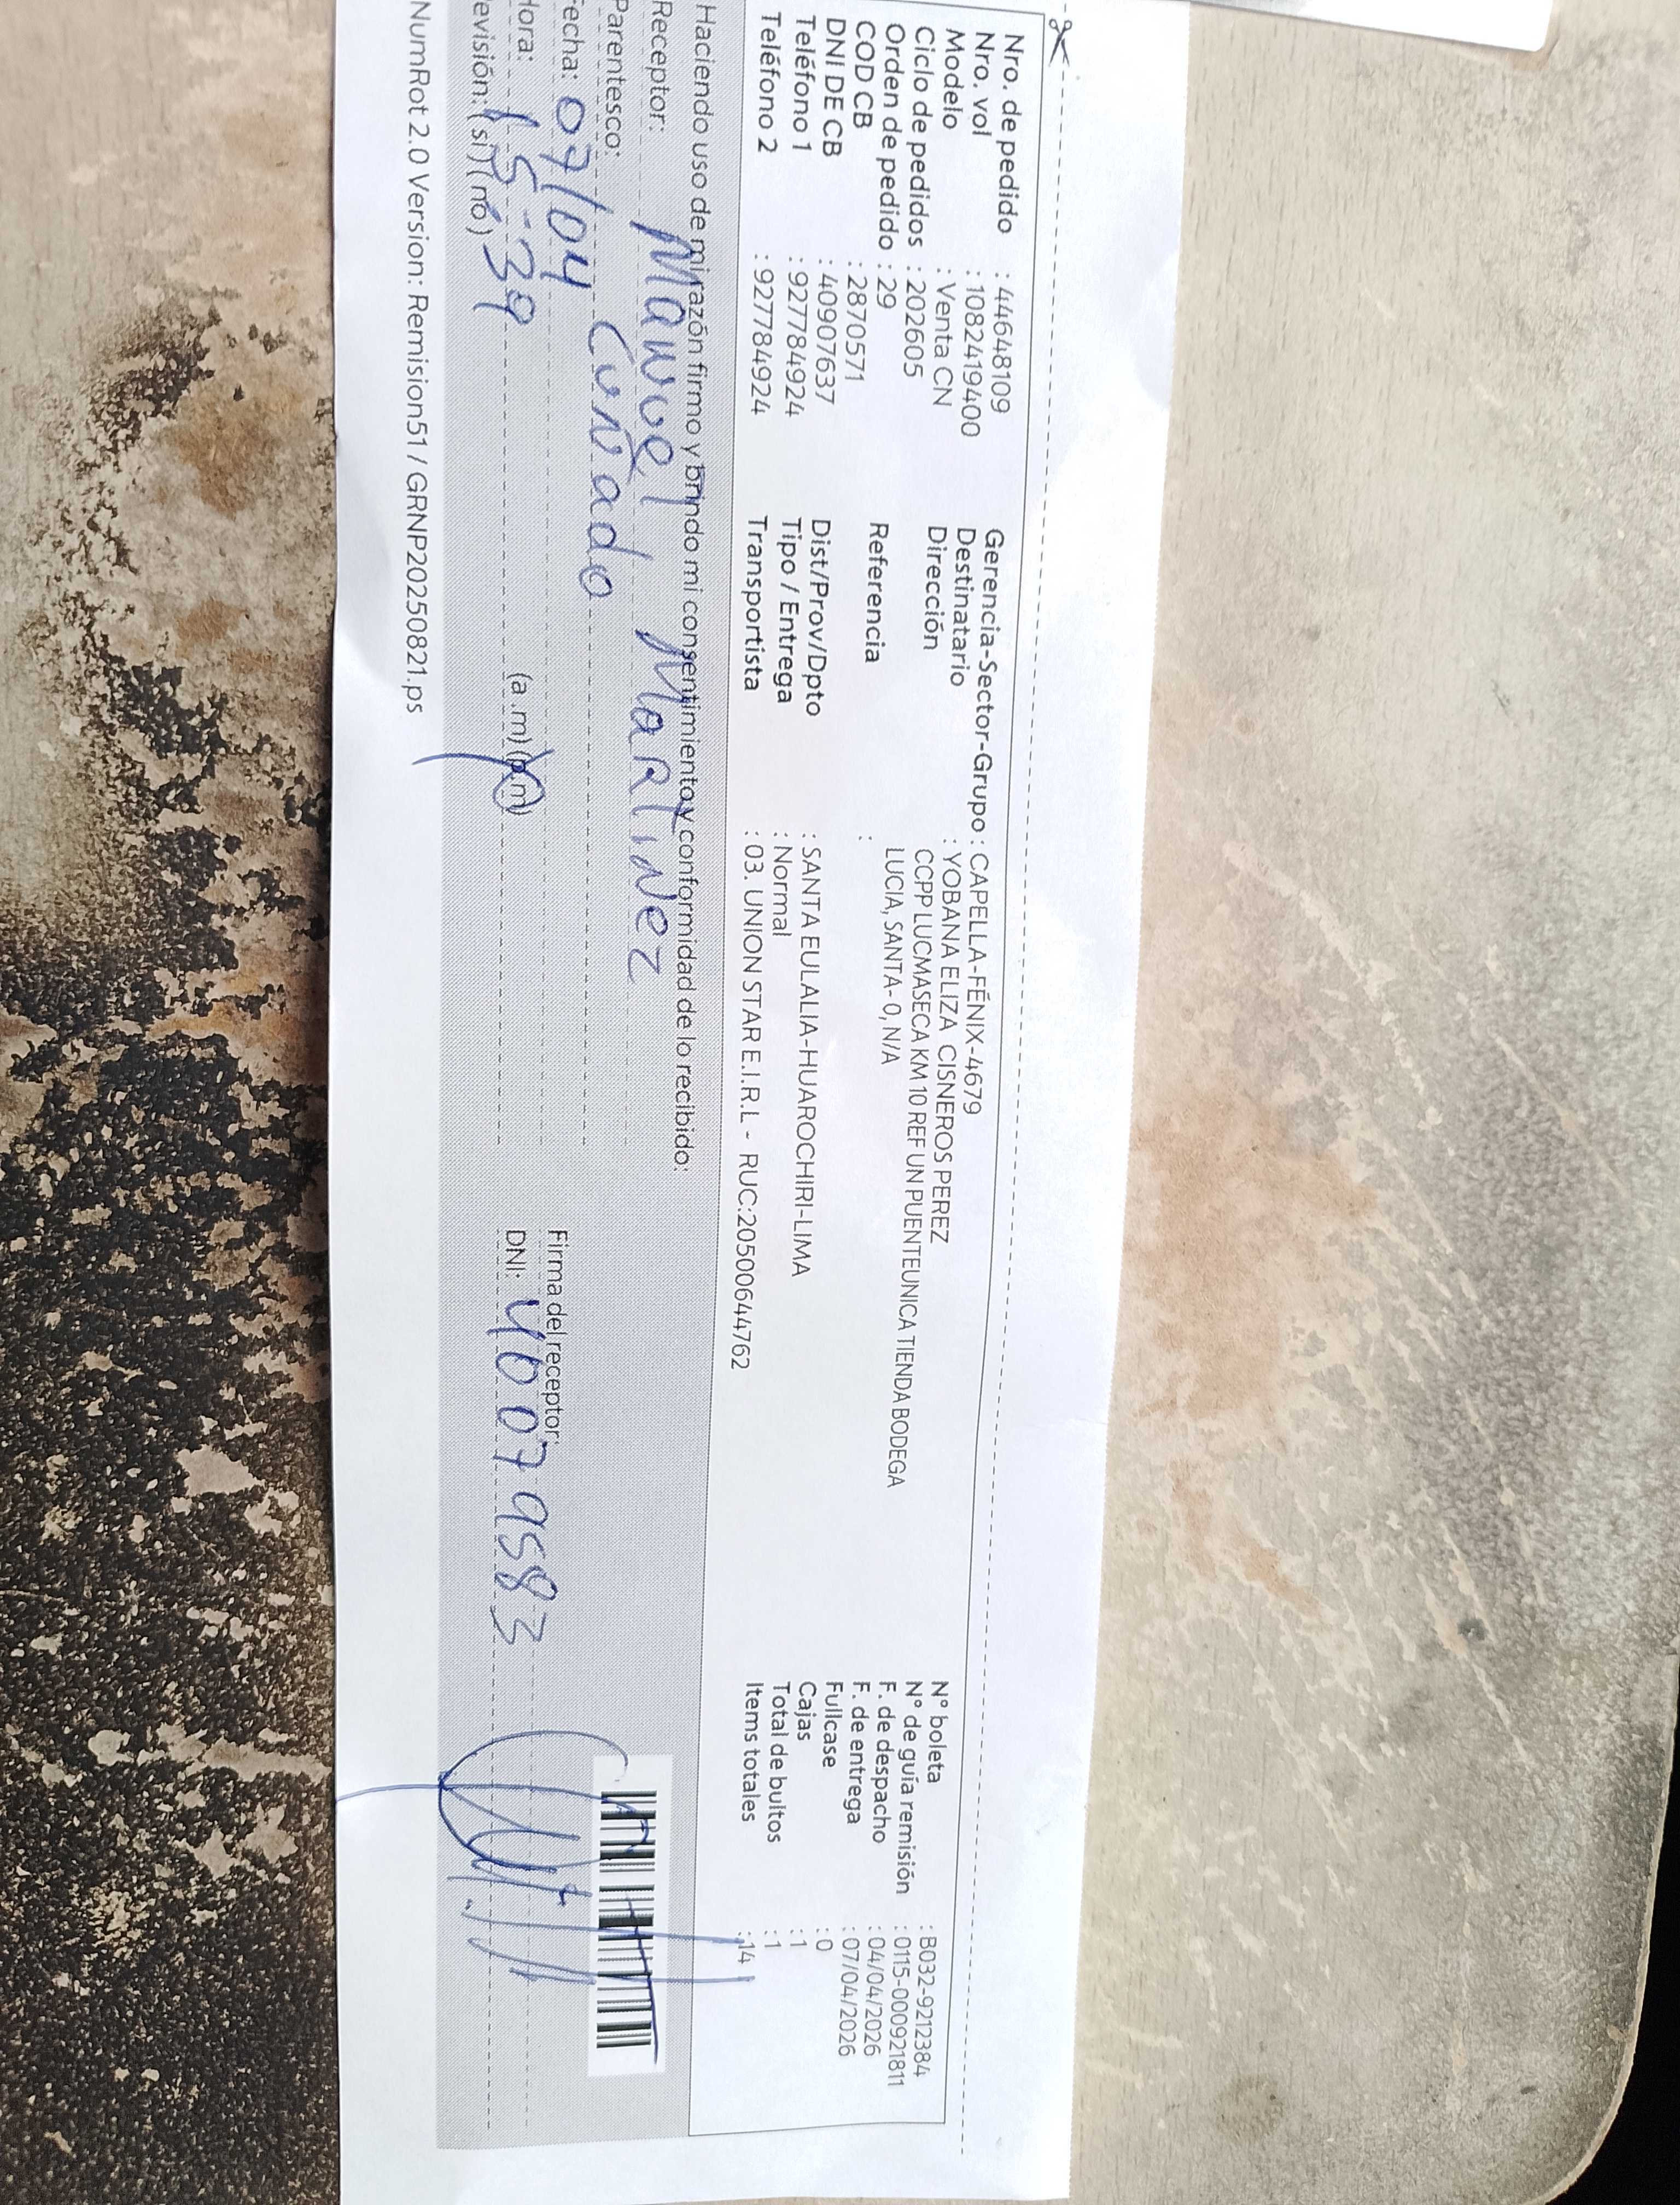 Nro. de pedido : 446648109
Nro. vol : 1082419400
Modelo : Venta CN
Ciclo de pedidos : 202605
Orden de pedido : 29
COD CB : 2870571
DNI DE CB : 40907637
Teléfono 1 : 927784924
Teléfono 2 : 927784924
Gerencia-Sector-Grupo : CAPELLA-FÉNIX-4679
Destinatario : YOBANA ELIZA CISNEROS PEREZ
Dirección CCPP LUCMASECA KM 10 REF UN PUENTEUNICA TIENDA BODEGA
LUCIA, SANTA- 0, N/A
Referencia :
Dist/Prov/Dpto : SANTA EULALIA-HUAROCHIRI-LIMA
Tipo / Entrega : Normal
Transportista : 03. UNION STAR E.I.R.L - RUC:20500644762
N° boleta : B032-9212384
N° de guía remisión : 0115-000921811
F. de despacho : 04/04/2026
F. de entrega : 07/04/2026
Fullcase : 0
Cajas : 1
Total de bultos : 1
Items totales : 14
Haciendo uso de mi razón firmo y brindo mi consentimiento y conformidad de lo recibido:
Receptor: Manuel Martinez
Parentesco: Cuñado
Fecha: 07/04
Hora: 15:39 (a.m) (p.m)
evisión: (si) (no)
Firma del receptor:
DNI: 40079583
NumRot 2.0 Version: Remision51 / GRNP20250821.ps